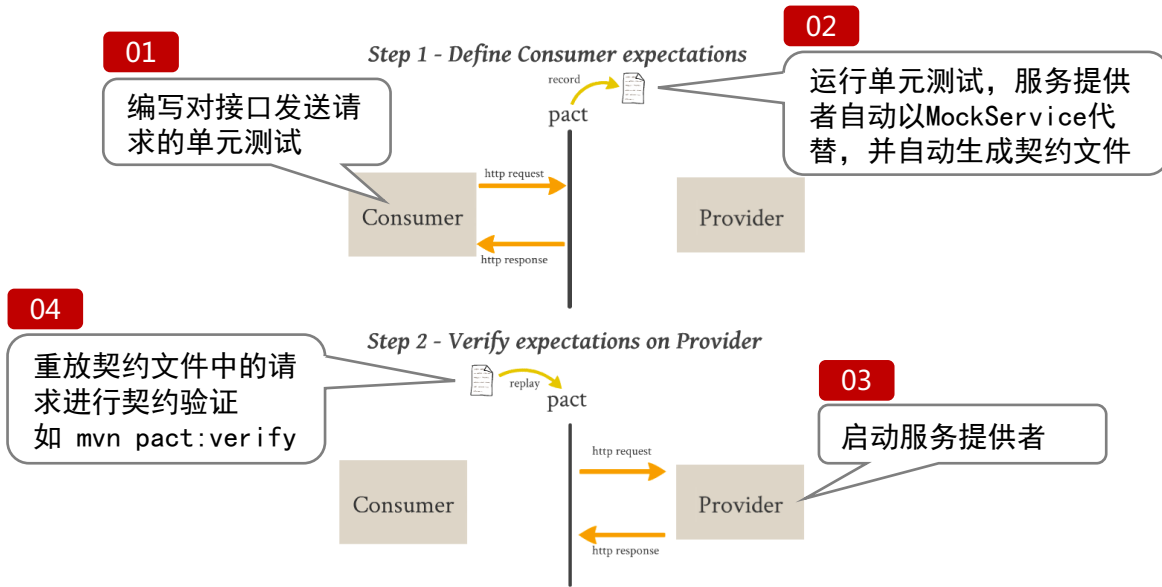 01
02
Step 1 - Define Consumer expectations
编写对接口发送请
求的单元测试
record
pact
运行单元测试，服务提供
者自动以MockService代
替，并自动生成契约文件
http request
Consumer
Provider
http response
04
Step 2 - Verify expectations on Provider
重放契约文件中的请
求进行契约验证
如 mvn pact:verify
replay
pact
03
启动服务提供者
http request
Consumer
Provider
http response